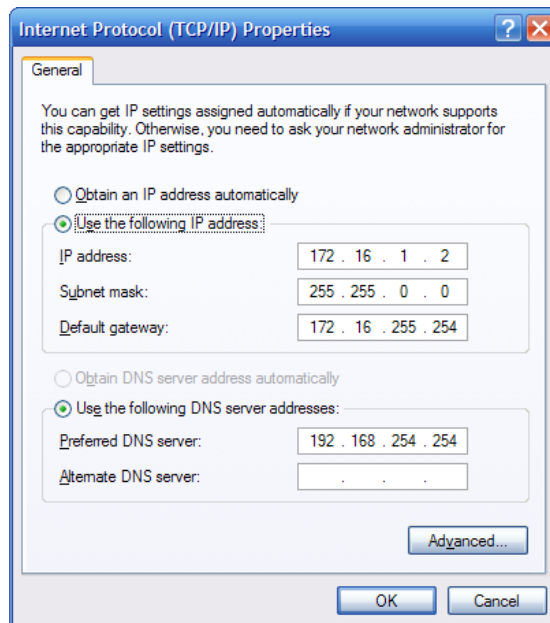 Internet Protocol (TCP/IP) Properties
General
You can get IP settings assigned automatically if your network supports
this capability. Otherwise, you need to ask your network administrator for
the appropriate IP settings.
Obtain an IP address automatically
Use the following IP address:
IP address: 172 . 16 . 1 . 2
Subnet mask: 255 . 255 . 0 . 0
Default gateway: 172 . 16 . 255 . 254
Obtain DNS server address automatically
Use the following DNS server addresses:
Preferred DNS server: 192 . 168 . 254 . 254
Alternate DNS server: . . .
Advanced...
OK Cancel